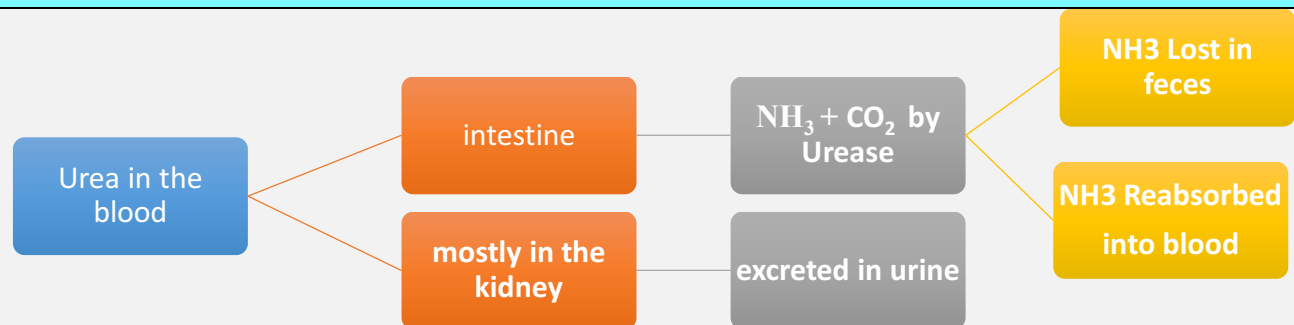 Urea in the
blood
intestine
mostly in the
kidney
NH₃ + CO₂ by
Urease
excreted in urine
NH3 Lost in
feces
NH3 Reabsorbed
into blood